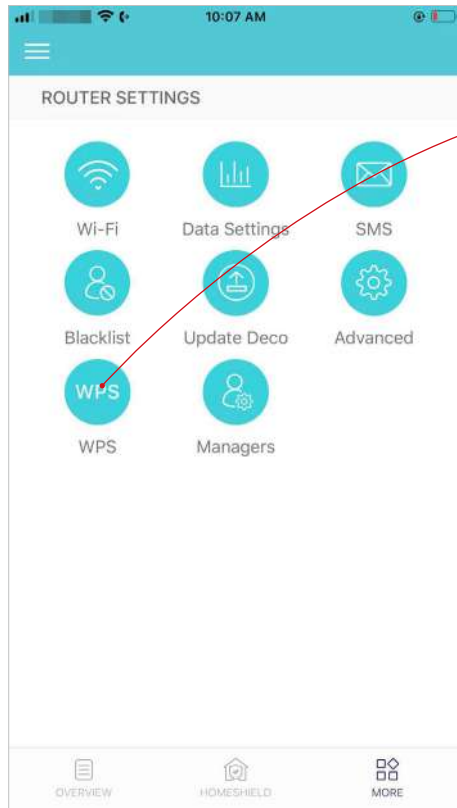 10:07 AM
ROUTER SETTINGS
Wi-Fi Data Settings SMS
Blacklist Update Deco Advanced
WPS
WPS Managers
OVERVIEW HOMESHIELD MORE